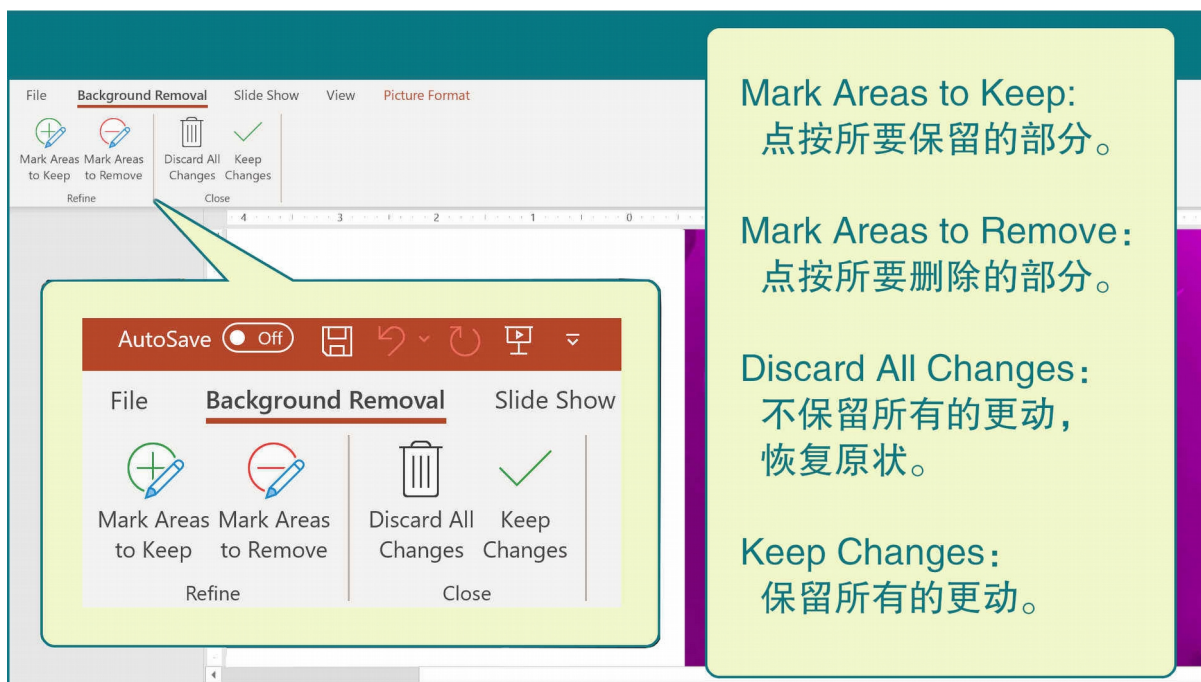 File Background Removal Slide Show View Picture Format
Mark Areas Mark Areas Discard All Keep
to Keep to Remove Changes Changes
Refine Close
4 3 2 1 0
AutoSave Off
File Background Removal Slide Show
Mark Areas Mark Areas Discard All Keep
to Keep to Remove Changes Changes
Refine Close
Mark Areas to Keep:
点按所要保留的部分。
Mark Areas to Remove：
点按所要删除的部分。
Discard All Changes：
不保留所有的更动，
恢复原状。
Keep Changes：
保留所有的更动。